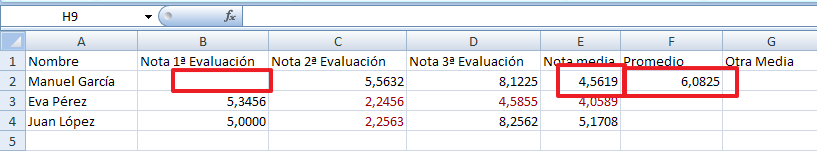 H9 fx
A B C D E F G
1 Nombre Nota 1ª Evaluación Nota 2ª Evaluación Nota 3ª Evaluación Nota media Promedio Otra Media
2 Manuel García 5,5632 8,1225 4,5619 6,0825
3 Eva Pérez 5,3456 2,2456 4,5855 4,0589
4 Juan López 5,0000 2,2563 8,2562 5,1708
5